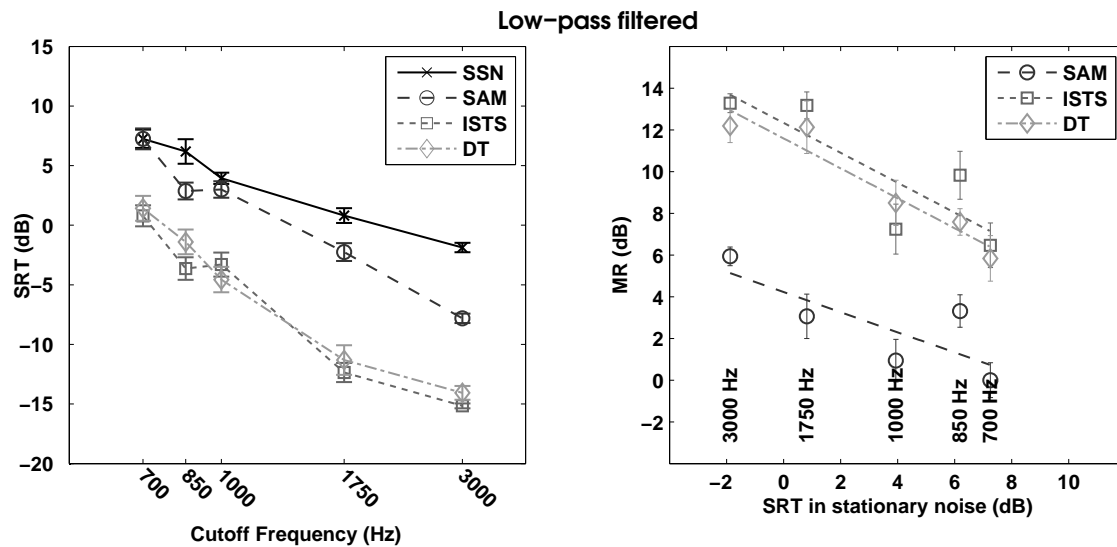 Low−pass filtered
15
10
5
0
−5
−10
−15
−20
SRT (dB)
700
850
1000
1750
3000
Cutoff Frequency (Hz)
SSN
SAM
ISTS
DT
14
12
10
8
6
4
2
0
−2
MR (dB)
SAM
ISTS
DT
3000 Hz
1750 Hz
1000 Hz
850 Hz
700 Hz
−2 0 2 4 6 8 10
SRT in stationary noise (dB)